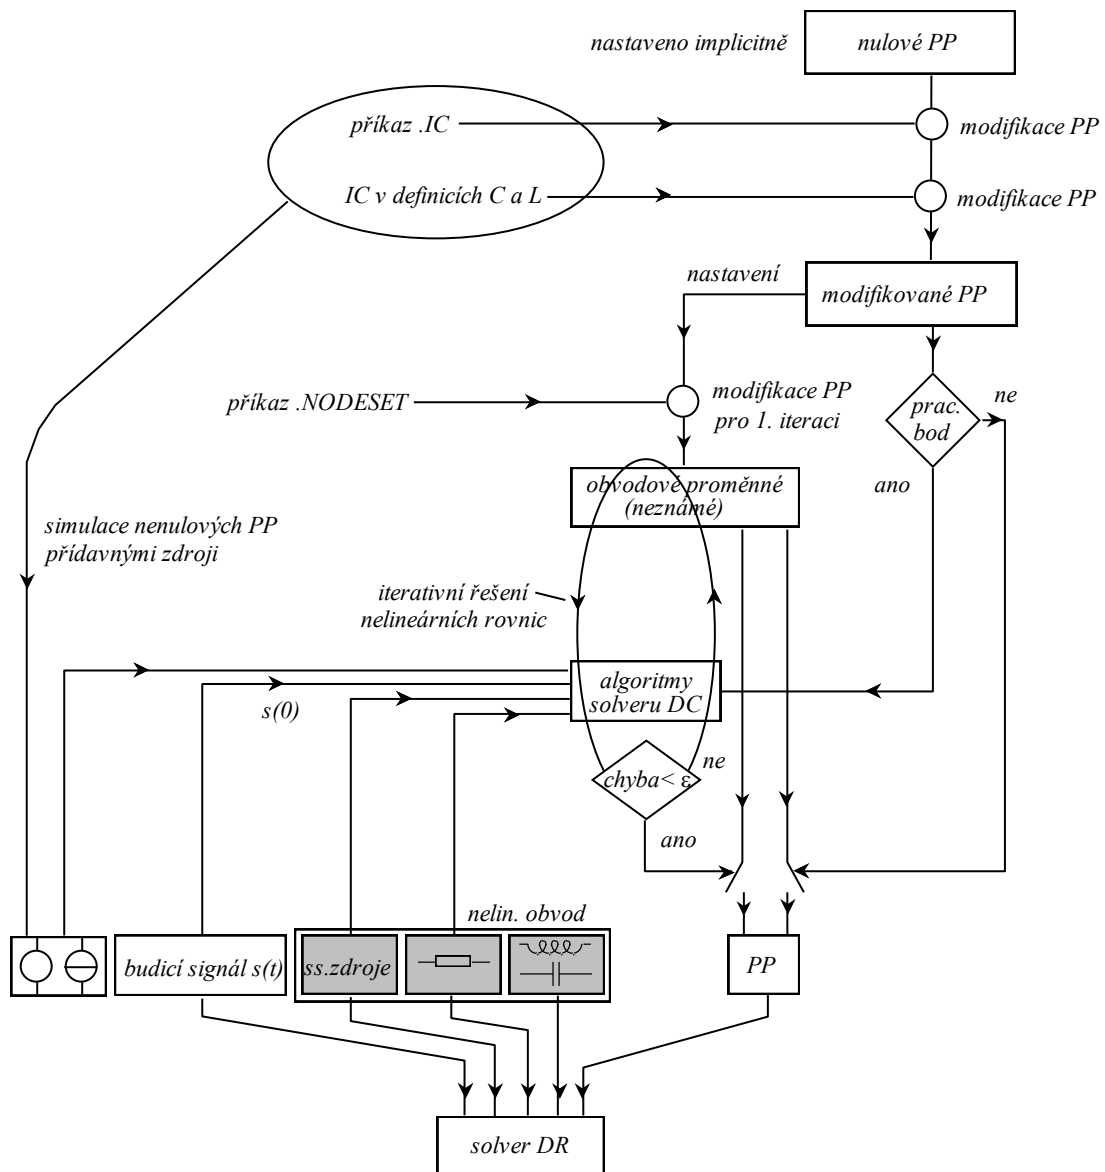 nastaveno implicitně
nulové PP
příkaz .IC
modifikace PP
IC v definicích C a L
modifikace PP
nastavení
modifikované PP
příkaz .NODESET
modifikace PP
pro 1. iteraci
prac.
bod
ne
ano
obvodové proměnné
(neznámé)
simulace nenulových PP
přídavnými zdroji
iterativní řešení
nelineárních rovnic
algoritmy
solveru DC
s(0)
ne
chyba< ε
ano
nelin. obvod
budicí signál s(t)
ss.zdroje
PP
solver DR